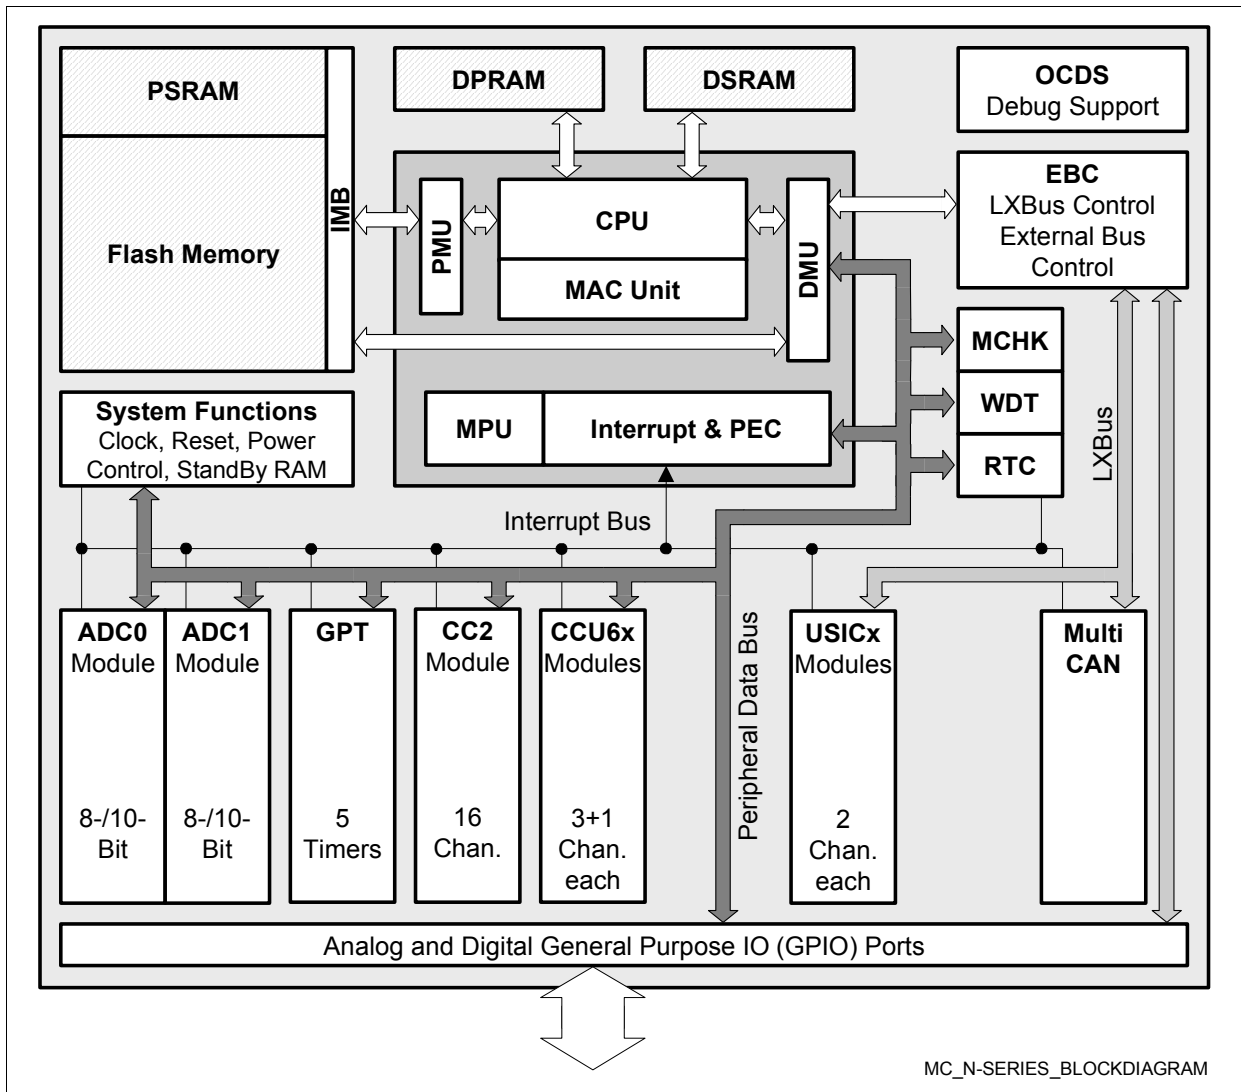 PSRAM
Flash Memory
IMB
DPRAM
DSRAM
OCDS
Debug Support
PMU
CPU
MAC Unit
DMU
EBC
LXBus Control
External Bus
Control
MCHK
WDT
RTC
System Functions
Clock, Reset, Power
Control, StandBy RAM
MPU
Interrupt & PEC
Interrupt Bus
LXBus
ADC0
Module
8-/10-
Bit
ADC1
Module
8-/10-
Bit
GPT
5
Timers
CC2
Module
16
Chan.
CCU6x
Modules
3+1
Chan.
each
Peripheral Data Bus
USICx
Modules
2
Chan.
each
Multi
CAN
Analog and Digital General Purpose IO (GPIO) Ports
MC_N-SERIES_BLOCKDIAGRAM